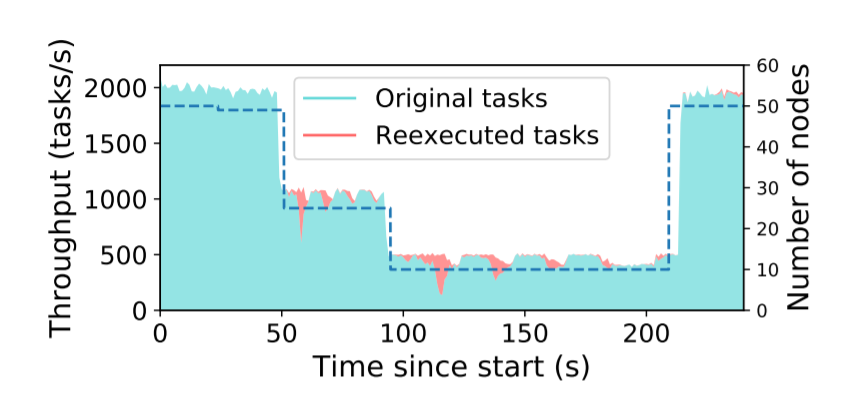 Throughput (tasks/s)
2000
1500
1000
500
0
Original tasks
Reexecuted tasks
60
50
40
30
20
10
0
Number of nodes
0 50 100 150 200
Time since start (s)